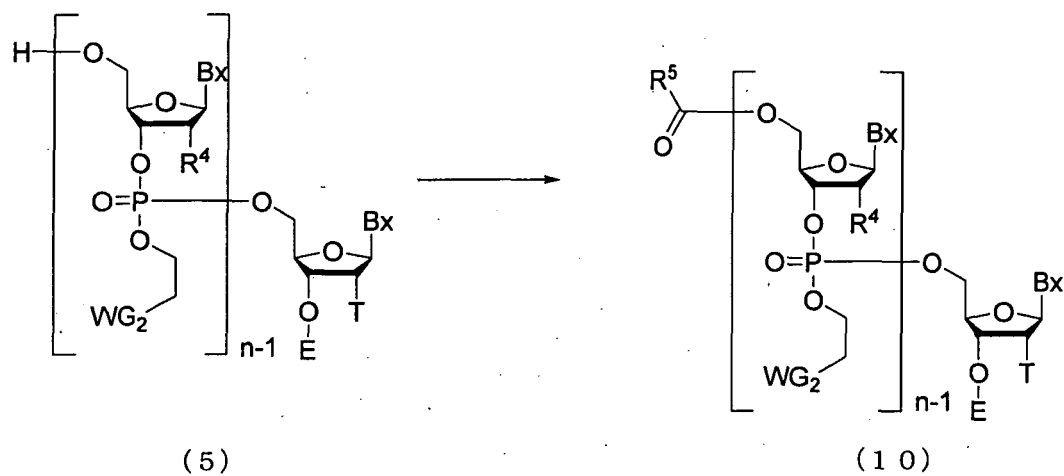 H O Bx R⁵
O O O Bx
O R⁴ O
O=P O Bx O R⁴
O O O=P O Bx
WG₂ O T O O
n-1 E WG₂ O T
n-1 E
(5) (10)